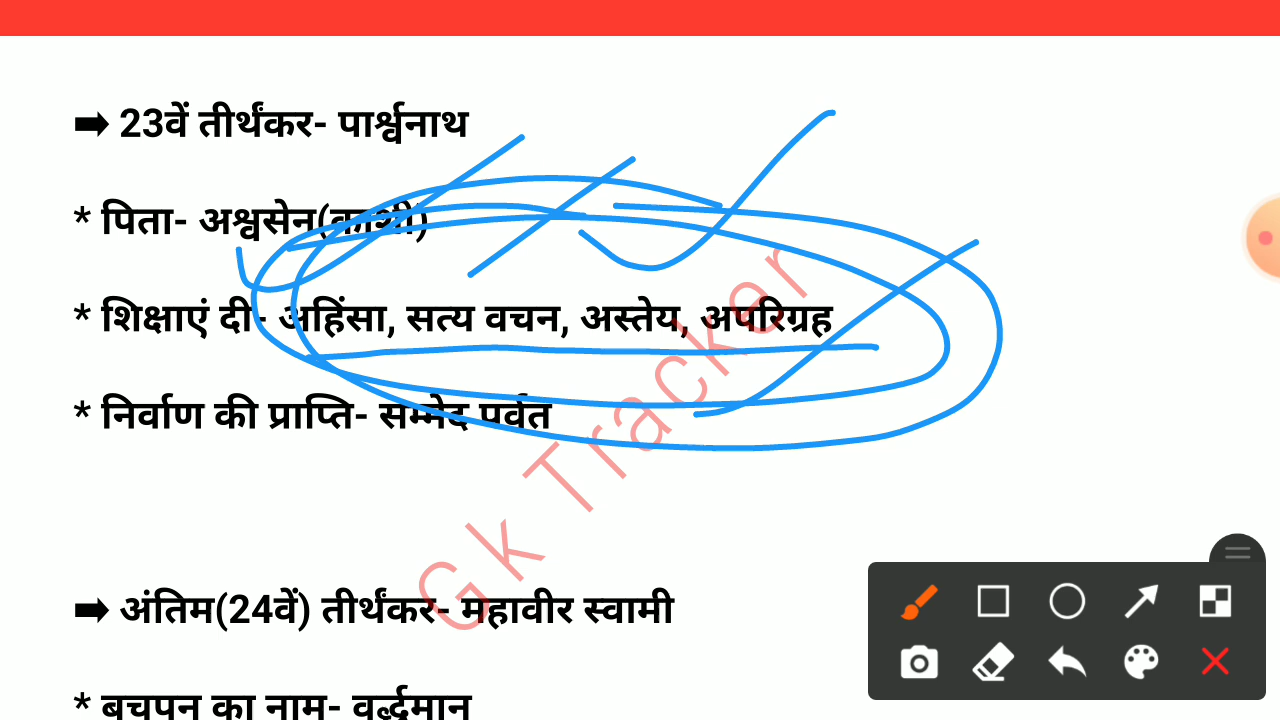 ➡ 23वें तीर्थंकर- पार्श्वनाथ
* पिता- अश्वसेन(काशी)
* शिक्षाएं दी- अहिंसा, सत्य वचन, अस्तेय, अपरिग्रह
* निर्वाण की प्राप्ति- सम्मेद पर्वत
Gk Tracker
➡ अंतिम(24वें) तीर्थंकर- महावीर स्वामी
* बचपन का नाम- वर्द्धमान